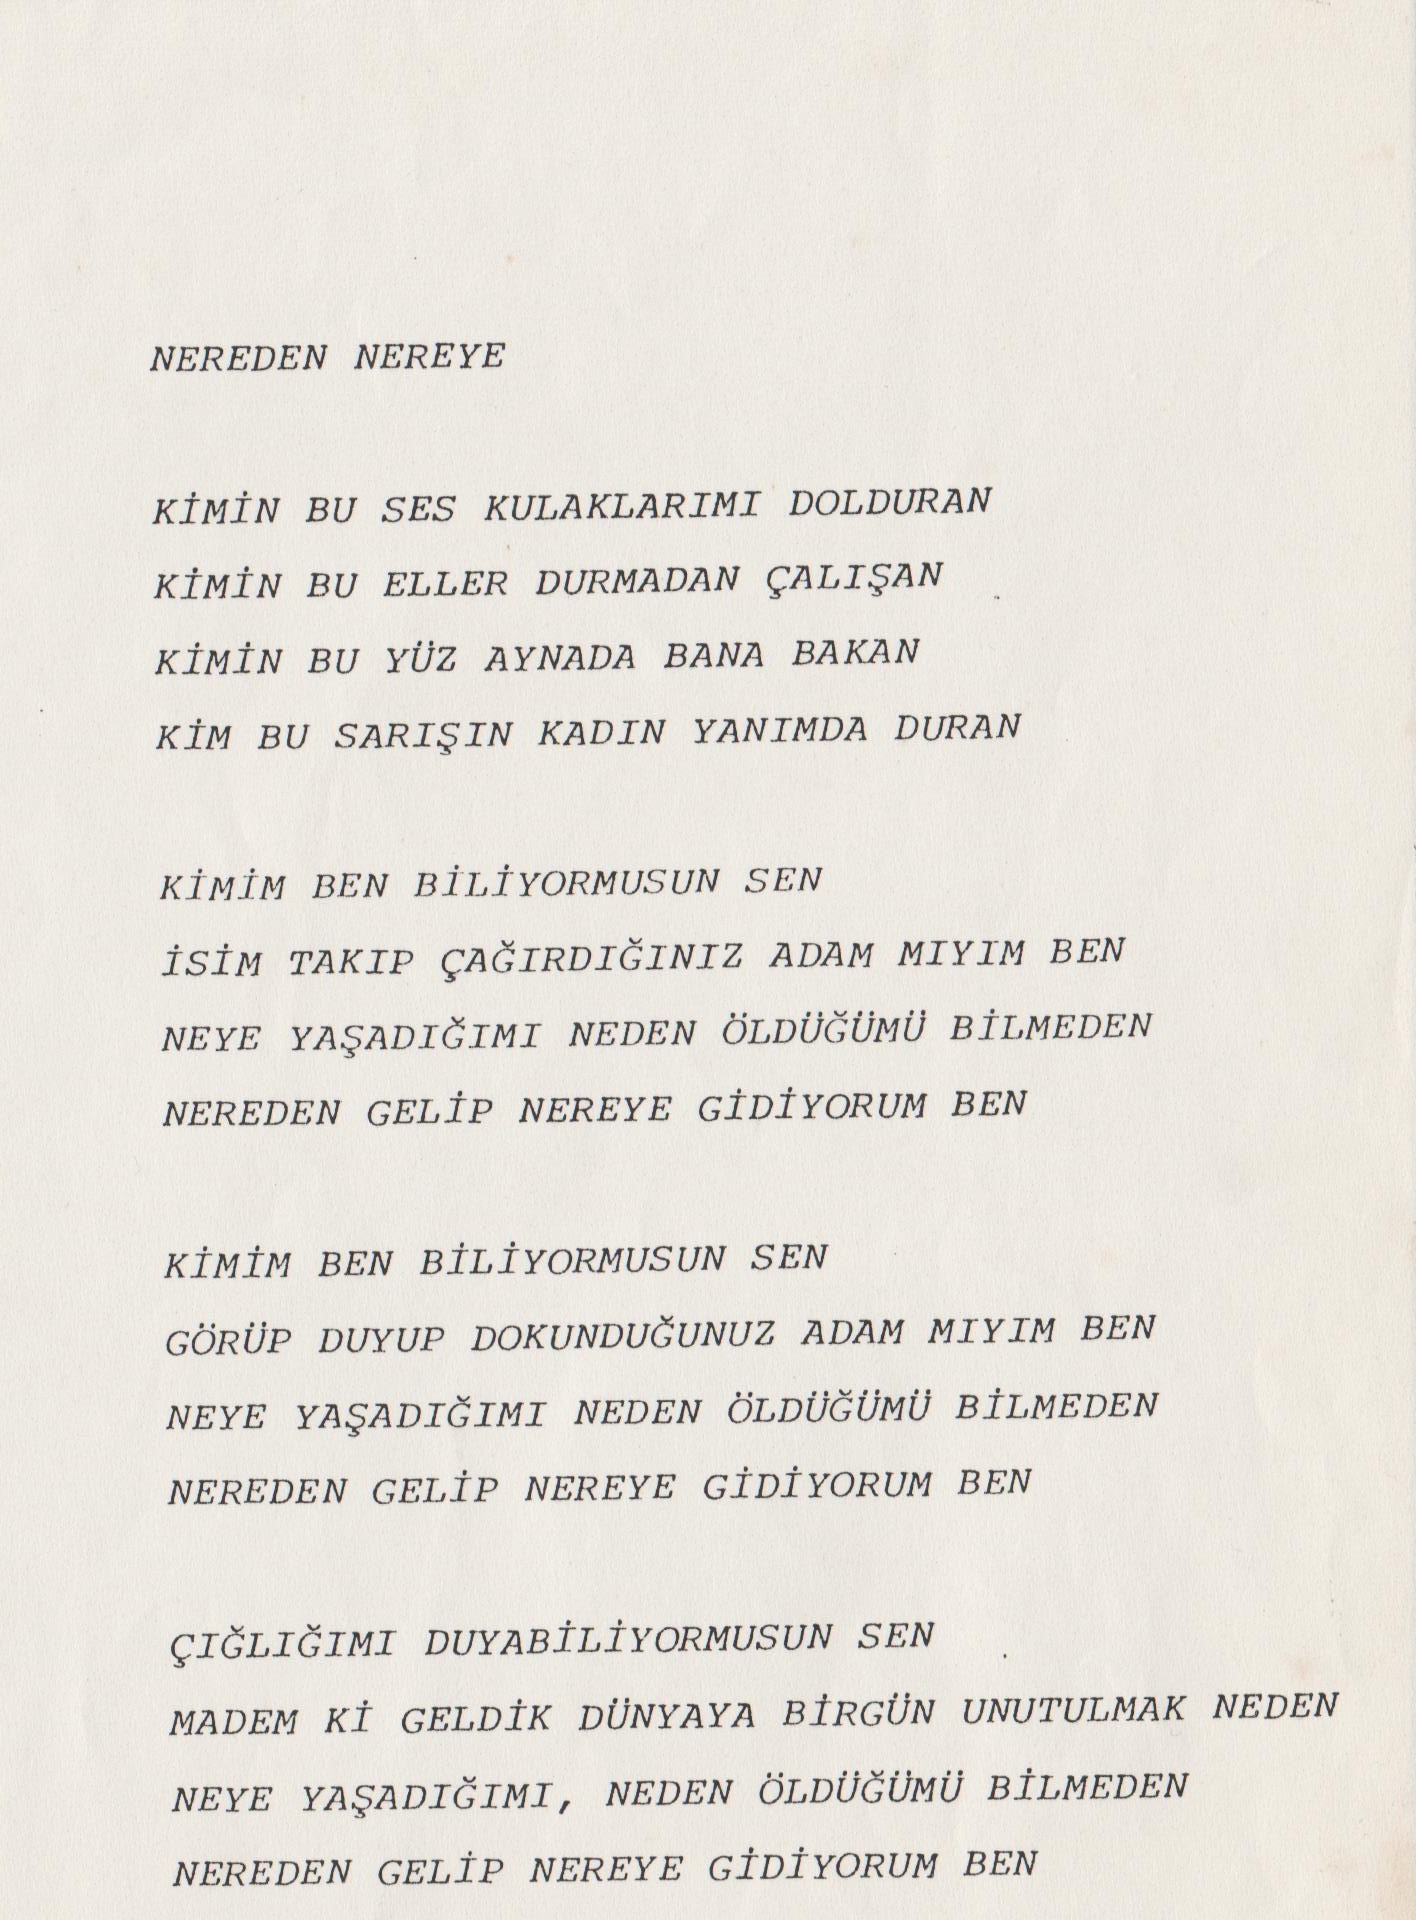 NEREDEN NEREYE
KİMİN BU SES KULAKLARIMI DOLDURAN
KİMİN BU ELLER DURMADAN ÇALIŞAN
KİMİN BU YÜZ AYNADA BANA BAKAN
KİM BU SARIŞIN KADIN YANIMDA DURAN
KİMİM BEN BİLİYORMUSUN SEN
İSİM TAKIP ÇAĞIRDIĞINIZ ADAM MIYIM BEN
NEYE YAŞADIĞIMI NEDEN ÖLDÜĞÜMÜ BİLMEDEN
NEREDEN GELİP NEREYE GİDİYORUM BEN
KİMİM BEN BİLİYORMUSUN SEN
GÖRÜP DUYUP DOKUNDUĞUNUZ ADAM MIYIM BEN
NEYE YAŞADIĞIMI NEDEN ÖLDÜĞÜMÜ BİLMEDEN
NEREDEN GELİP NEREYE GİDİYORUM BEN
ÇIĞLIĞIMI DUYABİLİYORMUSUN SEN
MADEM Kİ GELDİK DÜNYAYA BİRGÜN UNUTULMAK NEDEN
NEYE YAŞADIĞIMI, NEDEN ÖLDÜĞÜMÜ BİLMEDEN
NEREDEN GELİP NEREYE GİDİYORUM BEN